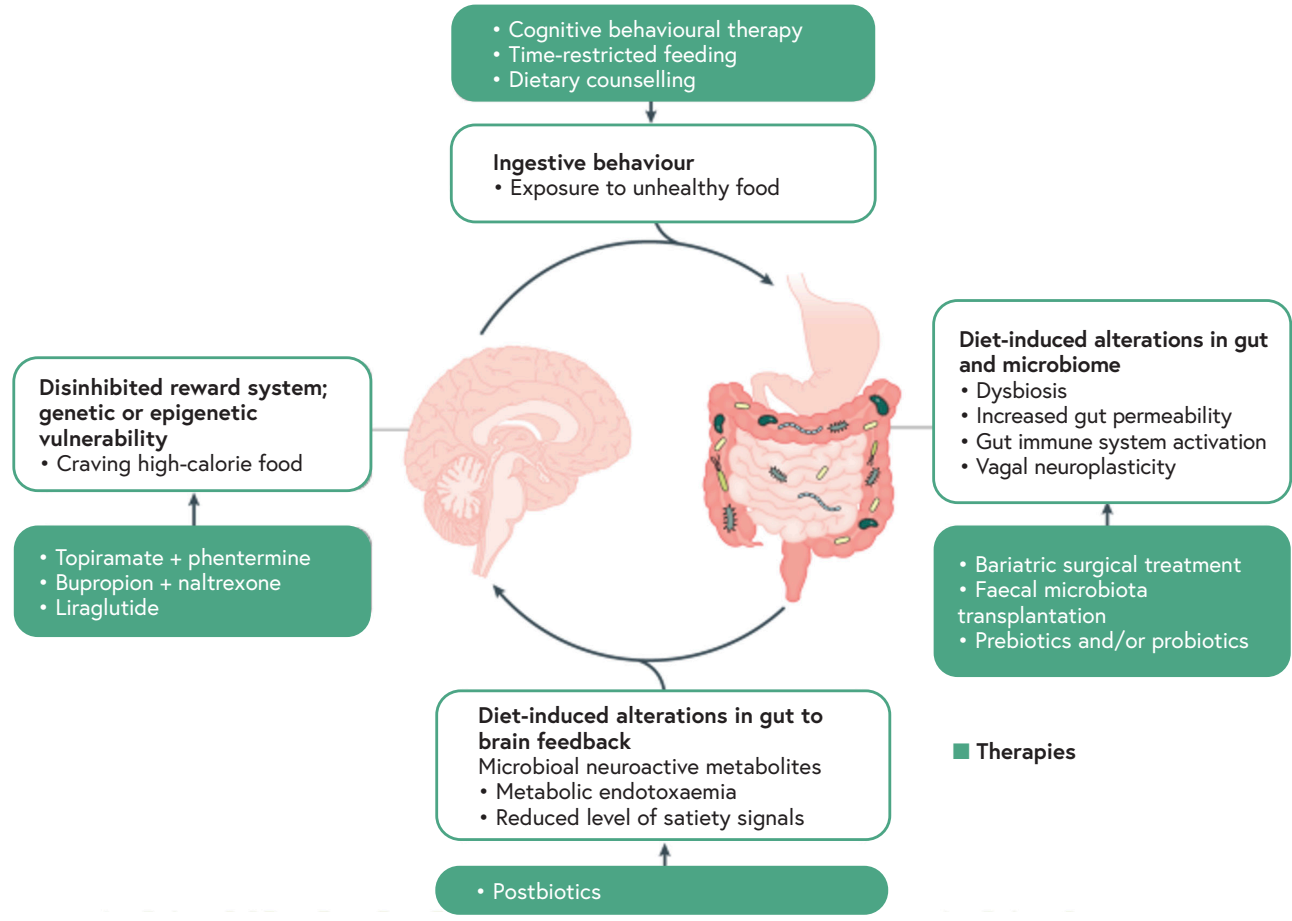 • Cognitive behavioural therapy
• Time-restricted feeding
• Dietary counselling
Ingestive behaviour
• Exposure to unhealthy food
Disinhibited reward system;
genetic or epigenetic
vulnerability
• Craving high-calorie food
• Topiramate + phentermine
• Bupropion + naltrexone
• Liraglutide
Diet-induced alterations in gut
and microbiome
• Dysbiosis
• Increased gut permeability
• Gut immune system activation
• Vagal neuroplasticity
• Bariatric surgical treatment
• Faecal microbiota
transplantation
• Prebiotics and/or probiotics
Diet-induced alterations in gut to
brain feedback
Microbioal neuroactive metabolites
• Metabolic endotoxaemia
• Reduced level of satiety signals
• Postbiotics
Therapies